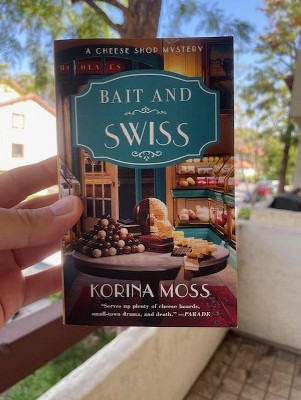 A CHEESE SHOP MYSTERY
BAIT AND
SWISS
KORINA MOSS
"Serves up plenty of cheese boards,
small-town drama, and death." —PARADE